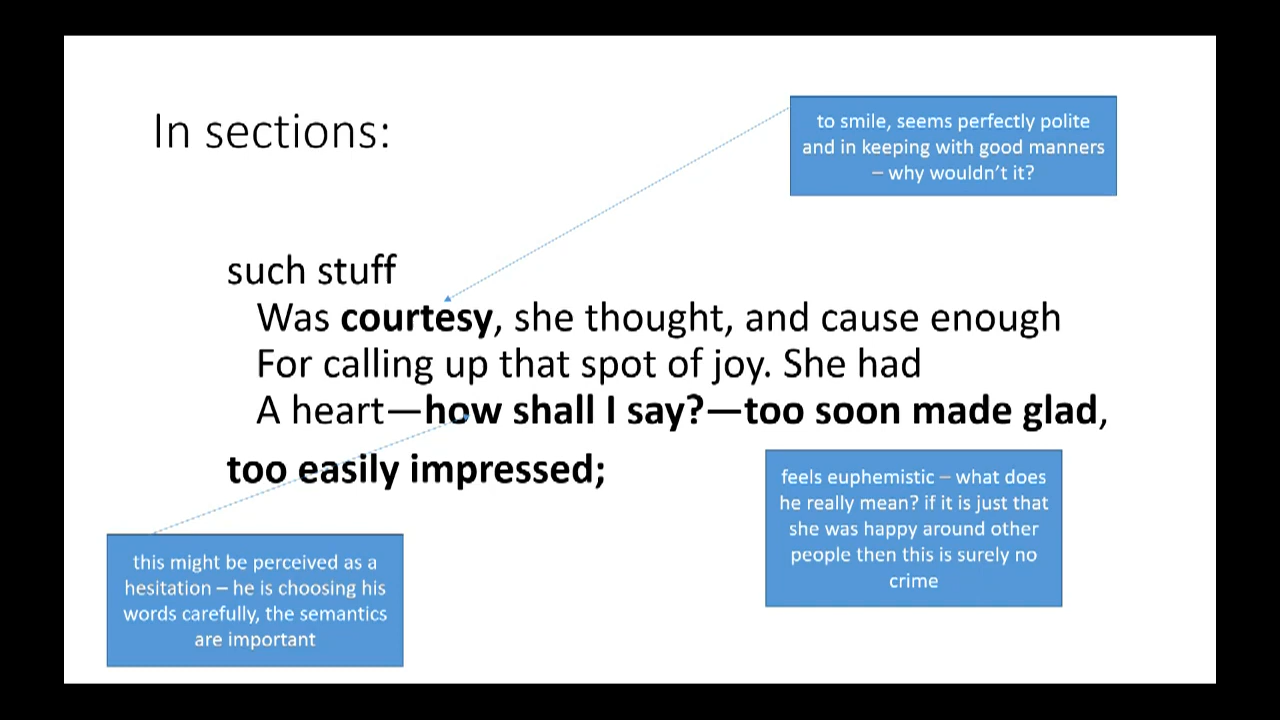 In sections:
to smile, seems perfectly polite
and in keeping with good manners
– why wouldn't it?
such stuff
Was courtesy, she thought, and cause enough
For calling up that spot of joy. She had
A heart—how shall I say?—too soon made glad,
too easily impressed;
feels euphemistic – what does
he really mean? if it is just that
she was happy around other
people then this is surely no
crime
this might be perceived as a
hesitation – he is choosing his
words carefully, the semantics
are important